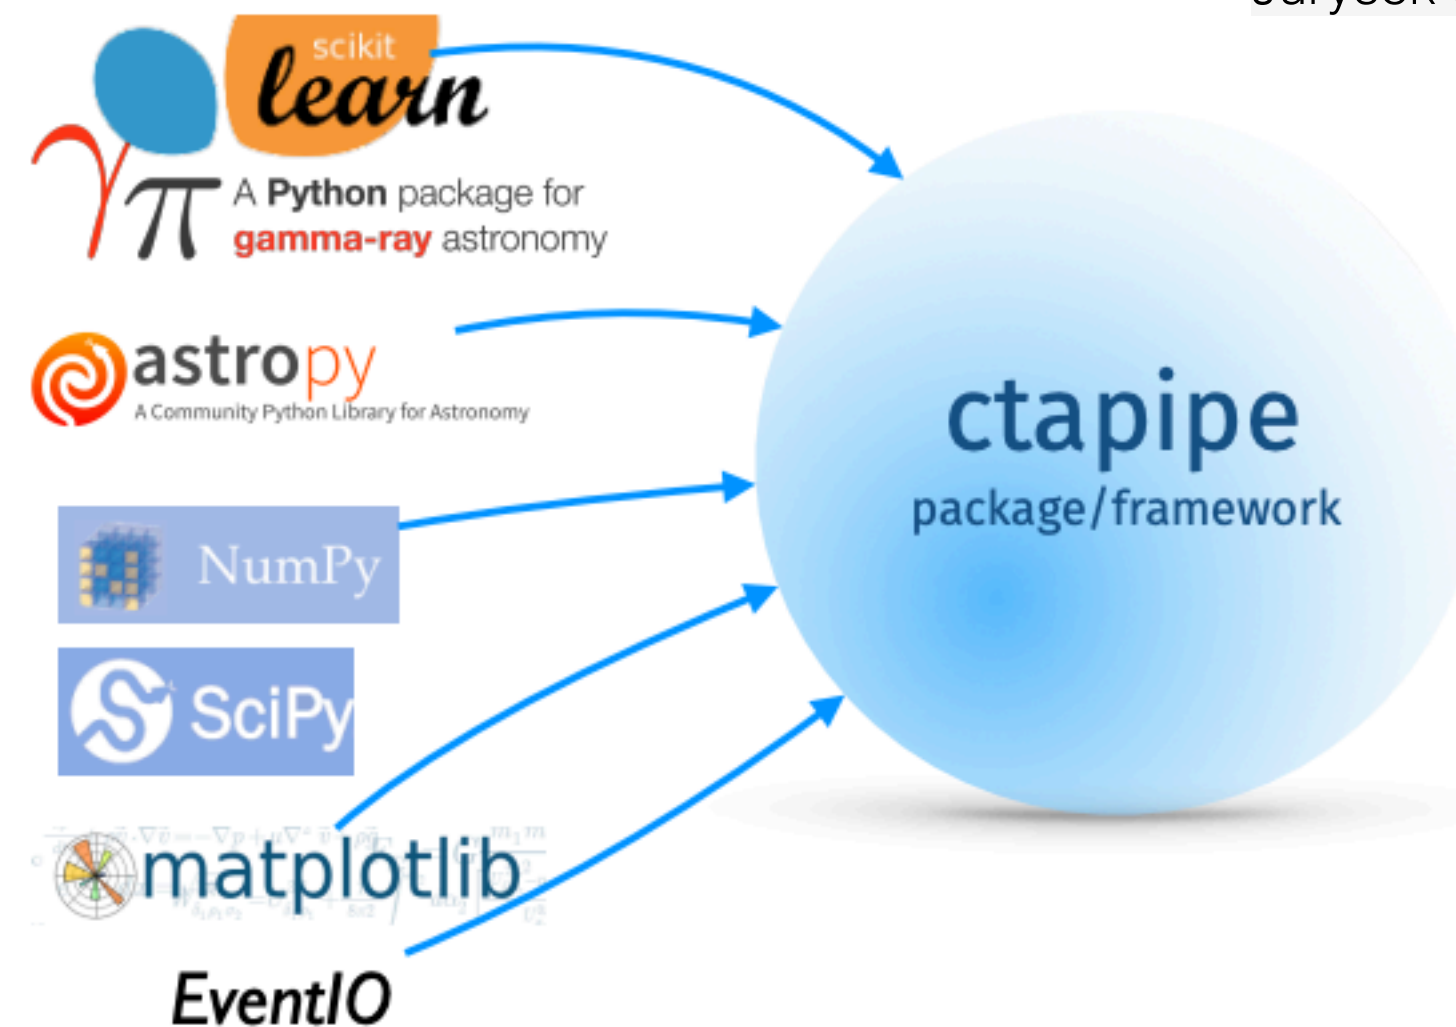 scikit
learn
γπ
A Python package for
gamma-ray astronomy
astropy
A Community Python Library for Astronomy
NumPy
SciPy
matplotlib
EventIO
ctapipe
package/framework